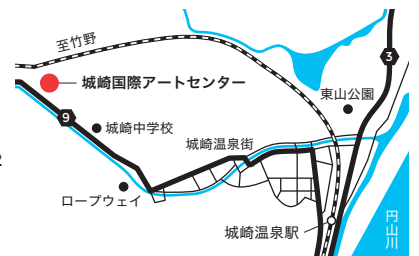 至竹野
3
城崎国際アートセンター
東山公園
9
城崎中学校
城崎温泉街
2
ロープウェイ
円山川
城崎温泉駅